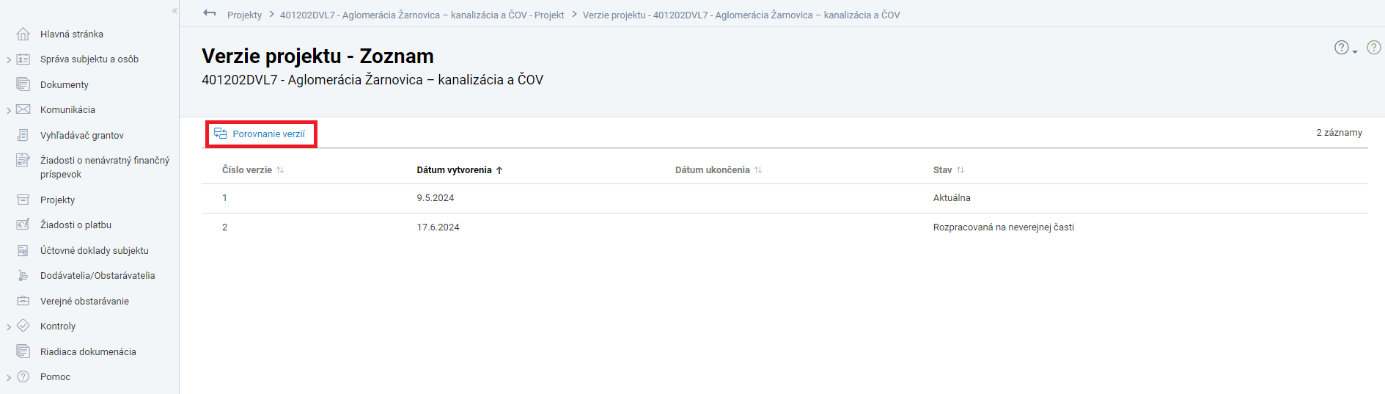 Projekty > 401202DVL7 - Aglomerácia Žarnovica – kanalizácia a ČOV - Projekt > Verzie projektu - 401202DVL7 - Aglomerácia Žarnovica – kanalizácia a ČOV
Hlavná stránka
Správa subjektu a osôb
Dokumenty
Komunikácia
Vyhľadávač grantov
Žiadosti o nenávratný finančný
príspevok
Projekty
Žiadosti o platbu
Účtovné doklady subjektu
Dodávatelia/Obstarávatelia
Verejné obstarávanie
Kontroly
Riadiaca dokumenácia
Pomoc
Verzie projektu - Zoznam
401202DVL7 - Aglomerácia Žarnovica – kanalizácia a ČOV
Porovnanie verzií
2 záznamy
Číslo verzie Dátum vytvorenia Dátum ukončenia Stav
1 9.5.2024 Aktuálna
2 17.6.2024 Rozpracovaná na neverejnej časti